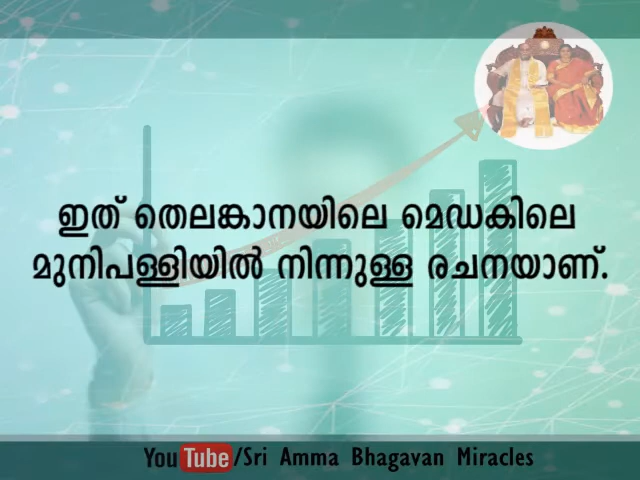 ഇത് തെലങ്കാനയിലെ മെഡകിലെ
മുനിപള്ളിയിൽ നിന്നുള്ള രചനയാണ്.
YouTube/Sri Amma Bhagavan Miracles